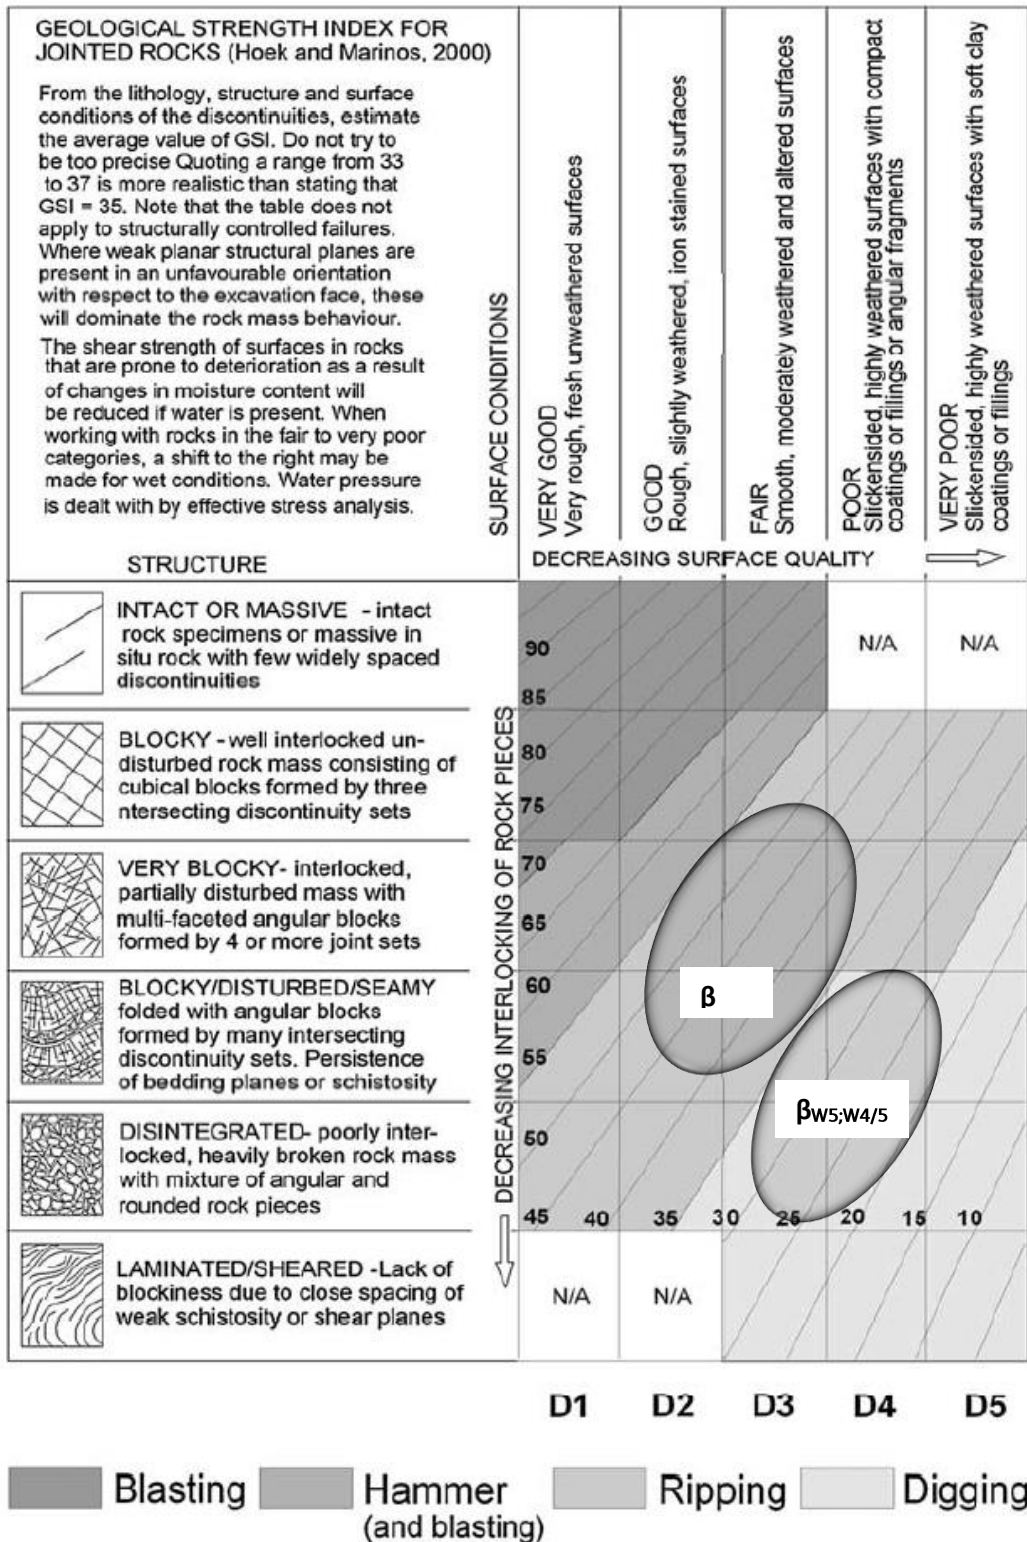 GEOLOGICAL STRENGTH INDEX FOR
JOINTED ROCKS (Hoek and Marinos, 2000)
From the lithology, structure and surface
conditions of the discontinuities, estimate
the average value of GSI. Do not try to
be too precise Quoting a range from 33
to 37 is more realistic than stating that
GSI = 35. Note that the table does not
apply to structurally controlled failures.
Where weak planar structural planes are
present in an unfavourable orientation
with respect to the excavation face, these
will dominate the rock mass behaviour.
The shear strength of surfaces in rocks
that are prone to deterioration as a result
of changes in moisture content will
be reduced if water is present. When
working with rocks in the fair to very poor
categories, a shift to the right may be
made for wet conditions. Water pressure
is dealt with by effective stress analysis.
STRUCTURE
SURFACE CONDITIONS
VERY GOOD
Very rough, fresh unweathered surfaces
GOOD
Rough, slightly weathered, iron stained surfaces
FAIR
Smooth, moderately weathered and altered surfaces
POOR
Slickensided, highly weathered surfaces with compact
coatings or fillings or angular fragments
VERY POOR
Slickensided, highly weathered surfaces with soft clay
coatings or fillings
DECREASING SURFACE QUALITY
INTACT OR MASSIVE - intact
rock specimens or massive in
situ rock with few widely spaced
discontinuities
BLOCKY - well interlocked un-
disturbed rock mass consisting of
cubical blocks formed by three
ntersecting discontinuity sets
VERY BLOCKY- interlocked,
partially disturbed mass with
multi-faceted angular blocks
formed by 4 or more joint sets
BLOCKY/DISTURBED/SEAMY
folded with angular blocks
formed by many intersecting
discontinuity sets. Persistence
of bedding planes or schistosity
DISINTEGRATED- poorly inter-
locked, heavily broken rock mass
with mixture of angular and
rounded rock pieces
LAMINATED/SHEARED -Lack of
blockiness due to close spacing of
weak schistosity or shear planes
DECREASING INTERLOCKING OF ROCK PIECES
90
N/A
N/A
85
80
75
70
65
60
β
55
βW5;W4/5
50
45
40
35
30
25
20
15
10
N/A
N/A
D1
D2
D3
D4
D5
Blasting
Hammer
(and blasting)
Ripping
Digging